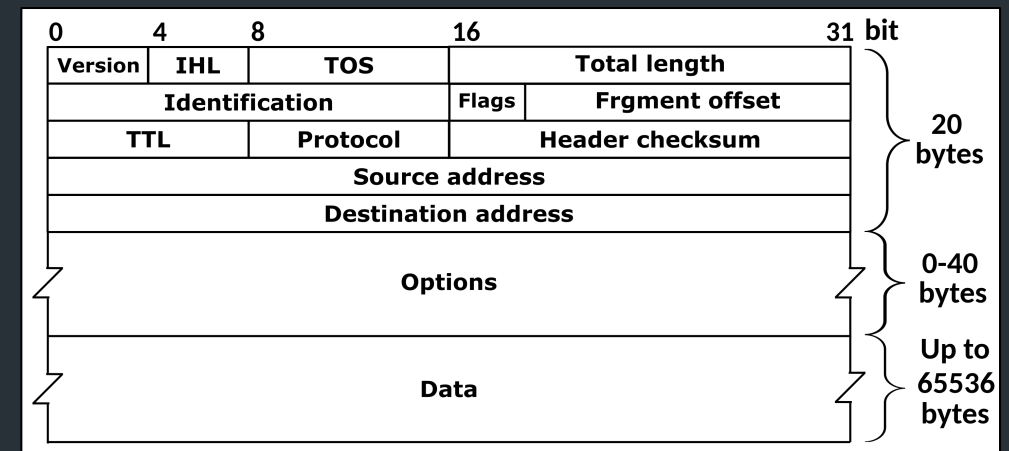 0 4 8 16 31 bit
Version IHL TOS Total length
Identification Flags Frgment offset
TTL Protocol Header checksum
Source address
Destination address
20
bytes
Options
0-40
bytes
Data
Up to
65536
bytes